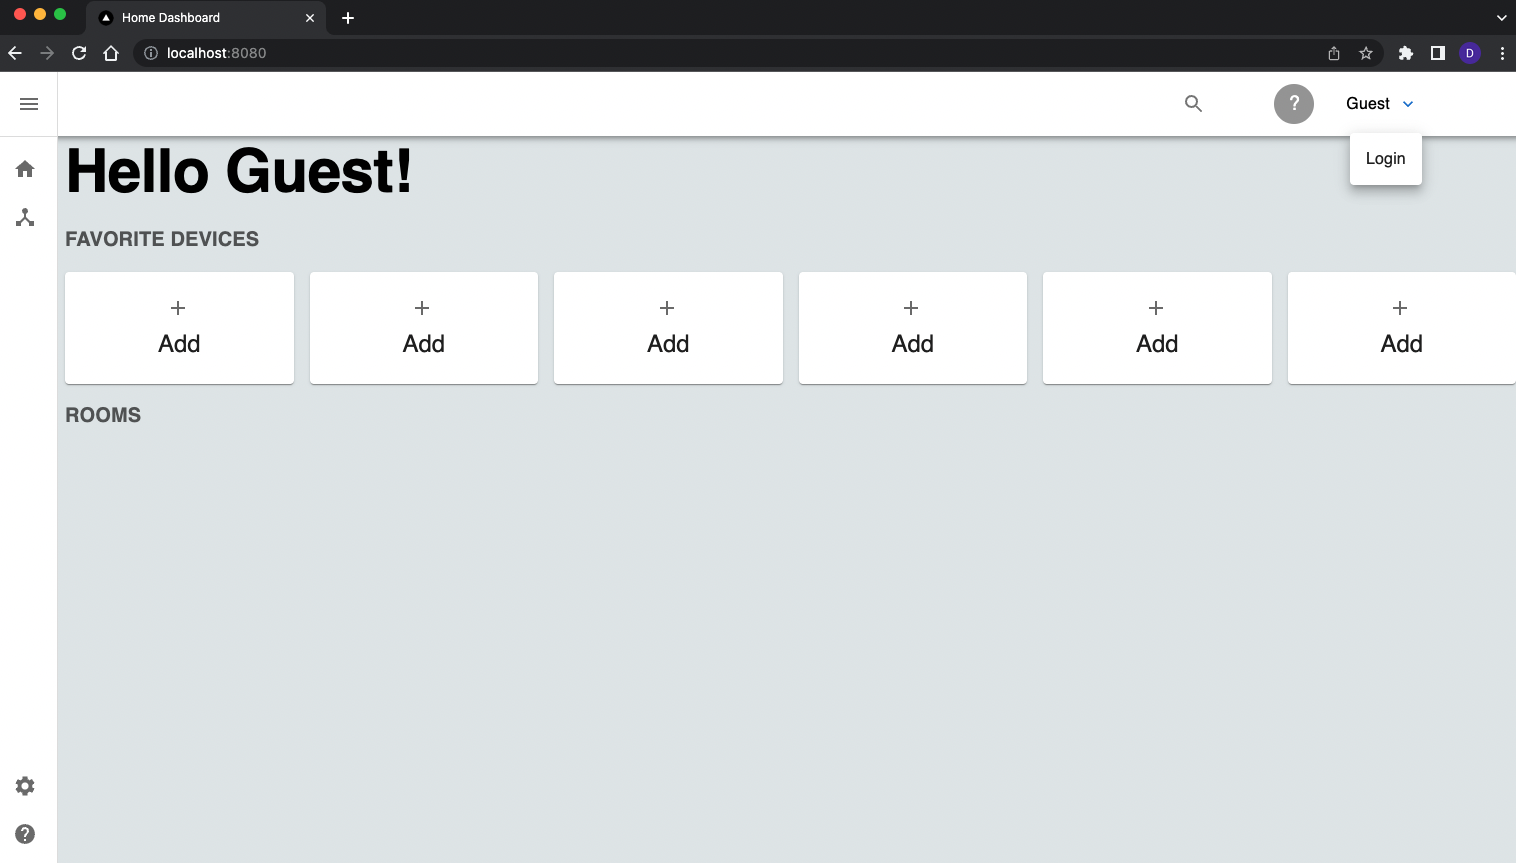 Home Dashboard
localhost:8080
D
? Guest
Login
Hello Guest!
FAVORITE DEVICES
Add Add Add Add Add Add
ROOMS
?